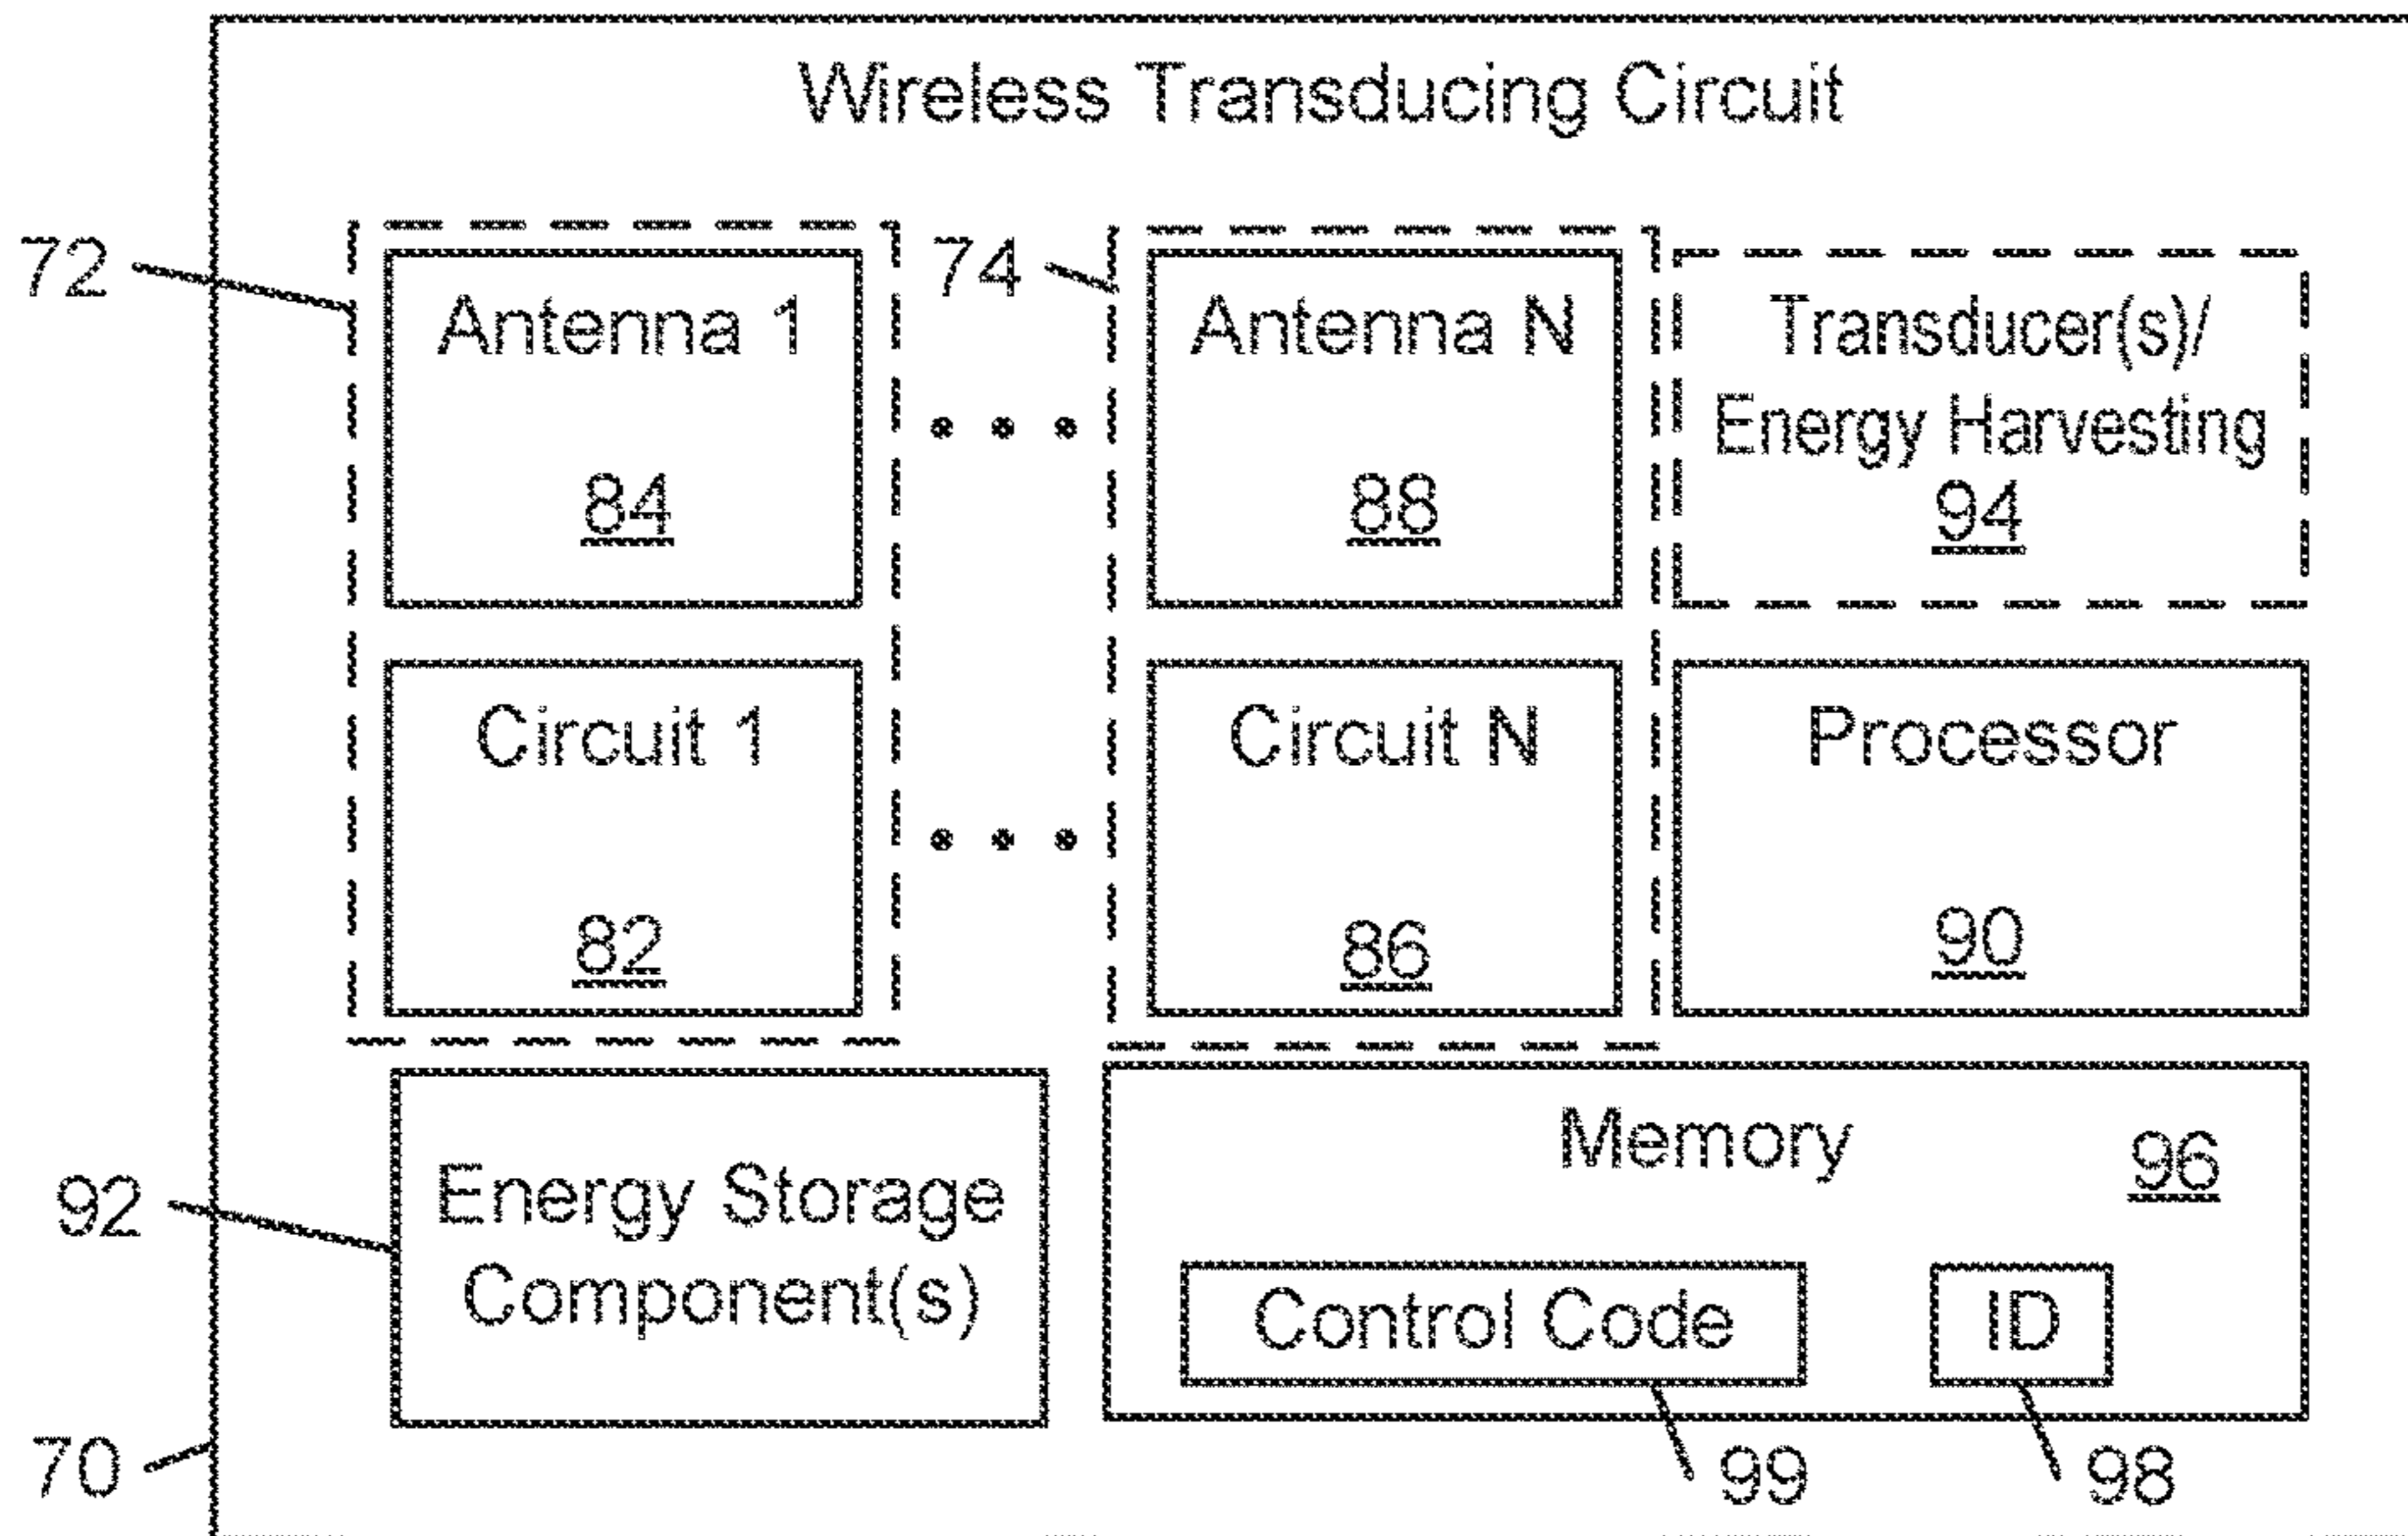 Wireless Transducing Circuit
72
Antenna 1
84
74
Antenna N
88
Transducer(s)/
Energy Harvesting
94
Circuit 1
82
Circuit N
86
Processor
90
92
Energy Storage
Component(s)
Memory
96
Control Code
ID
70
99
98